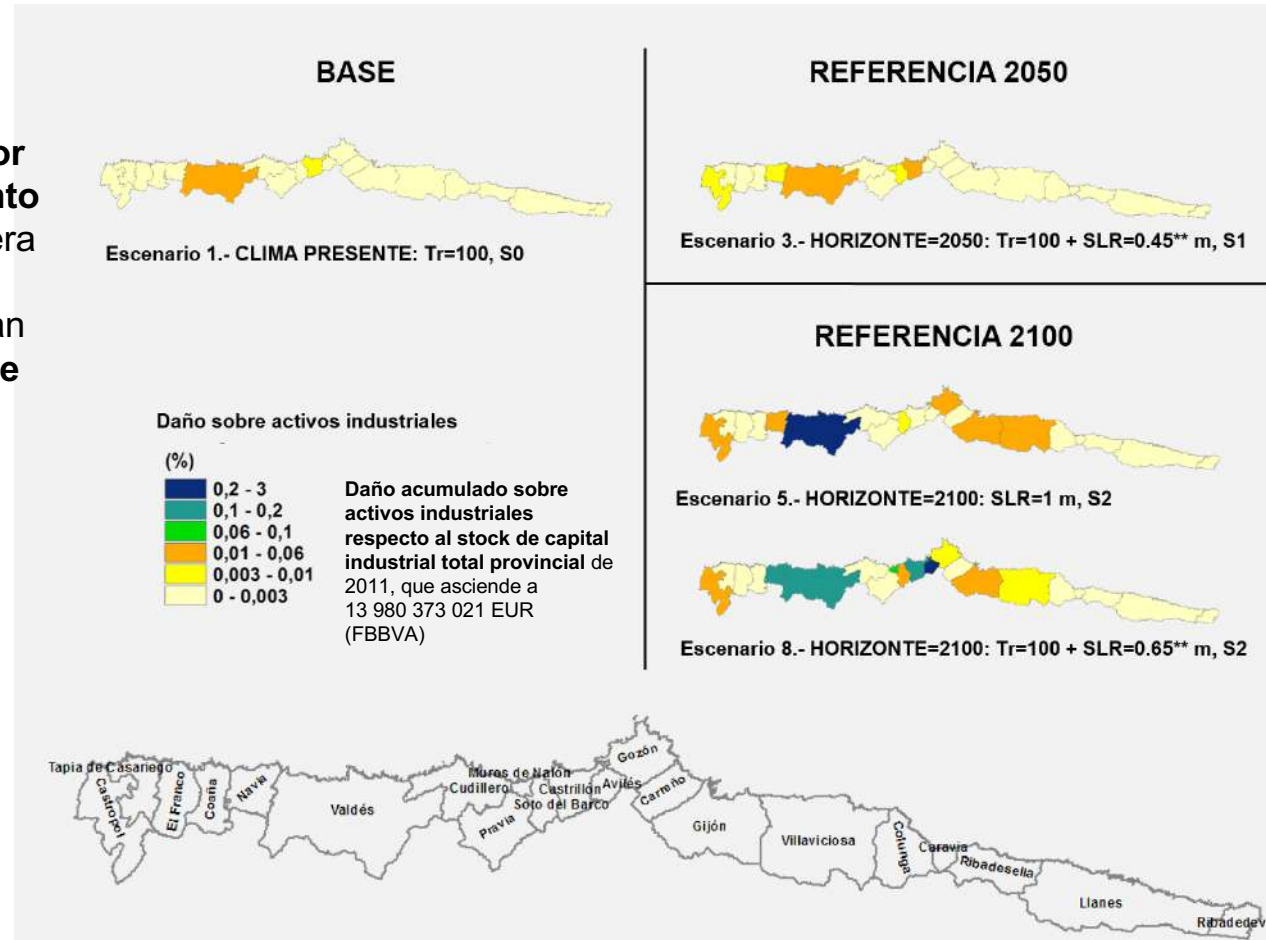 or
nto
era
an
e
BASE
Escenario 1.- CLIMA PRESENTE: Tr=100, S0
REFERENCIA 2050
Escenario 3.- HORIZONTE=2050: Tr=100 + SLR=0.45** m, S1
REFERENCIA 2100
Escenario 5.- HORIZONTE=2100: SLR=1 m, S2
Escenario 8.- HORIZONTE=2100: Tr=100 + SLR=0.65** m, S2
Daño sobre activos industriales
(%)
0,2 - 3
0,1 - 0,2
0,06 - 0,1
0,01 - 0,06
0,003 - 0,01
0 - 0,003
Daño acumulado sobre
activos industriales
respecto al stock de capital
industrial total provincial de
2011, que asciende a
13 980 373 021 EUR
(FBBVA)
Tapia de Casariego
Castropol
El Franco
Coaña
Navia
Valdés
Muros de Nalón
Cudillero
Pravia
Castrillón
Soto del Barco
Avilés
Gozón
Carreño
Gijón
Villaviciosa
Colunga
Caravia
Ribadesella
Llanes
Ribadedev